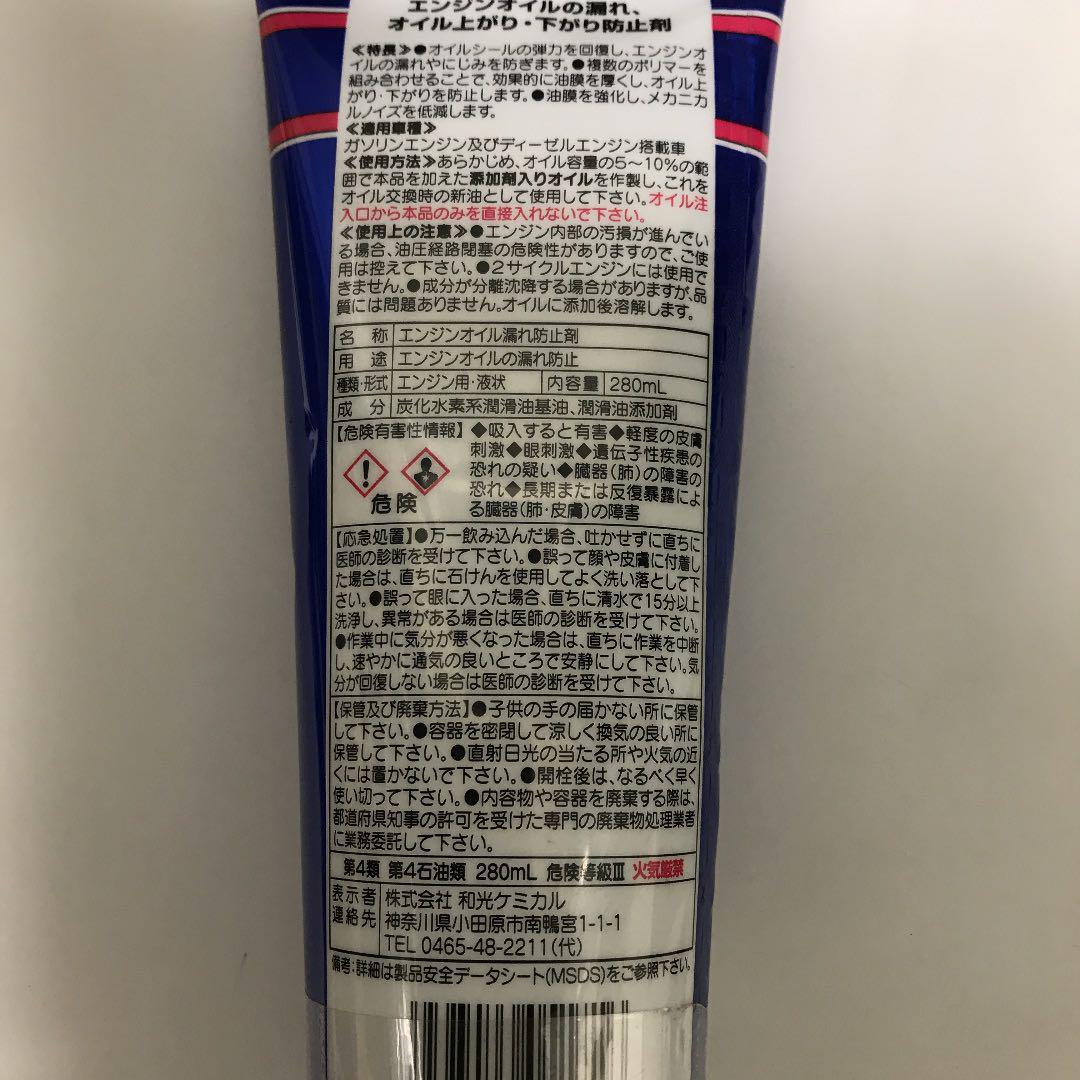 エンジンオイルの漏れ、
オイル上がり・下がり防止剤
≪特長≫●オイルシールの弾力を回復し、エンジンオ
イルの漏れやにじみを防ぎます。●複数のポリマーを
組み合わせることで、効果的に油膜を厚くし、オイル上
がり・下がりを防止します。●油膜を強化し、メカニカ
ルノイズを低減します。
≪適用車種≫
ガソリンエンジン及びディーゼルエンジン搭載車
≪使用方法≫あらかじめ、オイル容量の5～10%の範
囲で本品を加えた添加剤入りオイルを作製し、これを
オイル交換時の新油として使用して下さい。オイル注
入口から本品のみを直接入れないで下さい。
≪使用上の注意≫●エンジン内部の汚損が進んでい
る場合、油圧経路閉塞の危険性がありますので、ご使
用は控えて下さい。●2サイクルエンジンには使用で
きません。●成分が分離沈降する場合がありますが、品
質には問題ありません。オイルに添加後溶解します。
名 称 エンジンオイル漏れ防止剤
用 途 エンジンオイルの漏れ防止
種類・形式 エンジン用・液状 内容量 280mL
成 分 炭化水素系潤滑油基油、潤滑油添加剤
【危険有害性情報】◆吸入すると有害◆軽度の皮膚
刺激◆眼刺激◆遺伝子性疾患の
恐れの疑い◆臓器(肺)の障害の
恐れ◆長期または反復暴露によ
る臓器(肺・皮膚)の障害
危険
【応急処置】●万一飲み込んだ場合、吐かせずに直ちに
医師の診断を受けて下さい。●誤って顔や皮膚に付着し
た場合は、直ちに石けんを使用してよく洗い落として下
さい。●誤って眼に入った場合、直ちに清水で15分以上
洗浄し、異常がある場合は医師の診断を受けて下さい。
●作業中に気分が悪くなった場合は、直ちに作業を中断
し、速やかに通気の良いところで安静にして下さい。気
分が回復しない場合は医師の診断を受けて下さい。
【保管及び廃棄方法】●子供の手の届かない所に保管
して下さい。●容器を密閉して涼しく換気の良い所に
保管して下さい。●直射日光の当たる所や火気の近
くには置かないで下さい。●開栓後は、なるべく早く
使い切って下さい。●内容物や容器を廃棄する際は、
都道府県知事の許可を受けた専門の廃棄物処理業者
に業務委託して下さい。
第4類 第4石油類 280mL 危険等級Ⅲ 火気厳禁
表示者 株式会社 和光ケミカル
連絡先 神奈川県小田原市南鴨宮1-1-1
TEL 0465-48-2211(代)
備考:詳細は製品安全データシート(MSDS)をご参照下さい。